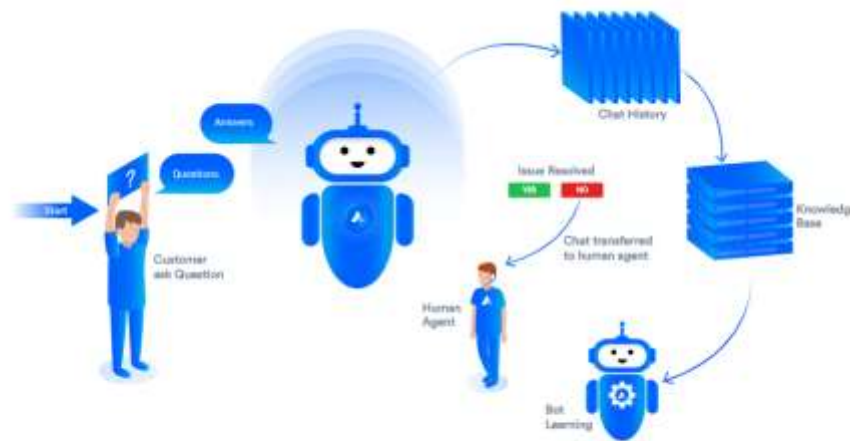 Start
?
Questions
Answers
Customer
ask Question
Chat History
Knowledg
Base
Issue Resolved
YES
NO
Chat transferred
to human agent
Human
Agent
Bot
Learning